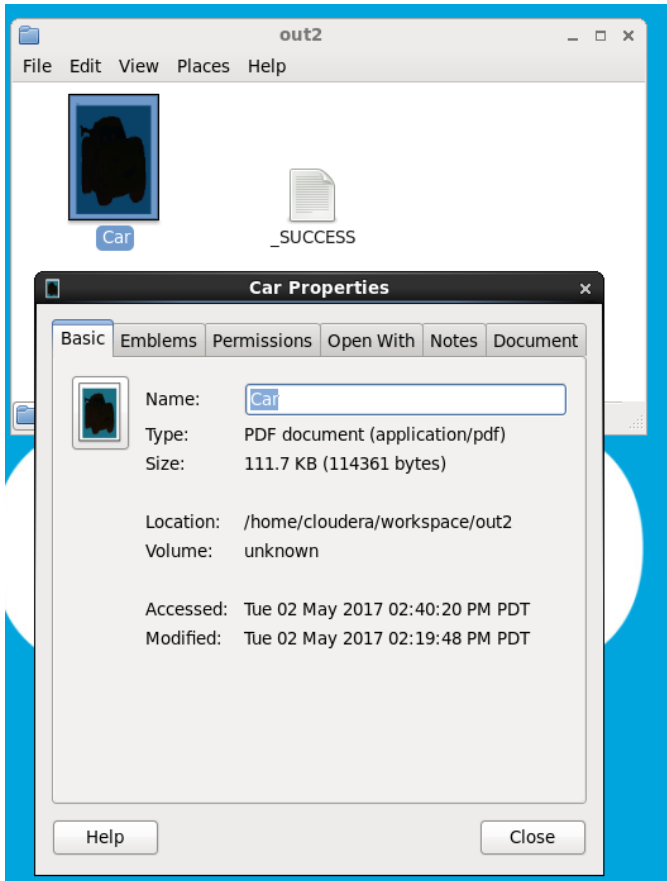 out2
File Edit View Places Help
Car
_SUCCESS
Car Properties
Basic Emblems Permissions Open With Notes Document
Name: Car
Type: PDF document (application/pdf)
Size: 111.7 KB (114361 bytes)
Location: /home/cloudera/workspace/out2
Volume: unknown
Accessed: Tue 02 May 2017 02:40:20 PM PDT
Modified: Tue 02 May 2017 02:19:48 PM PDT
Help Close